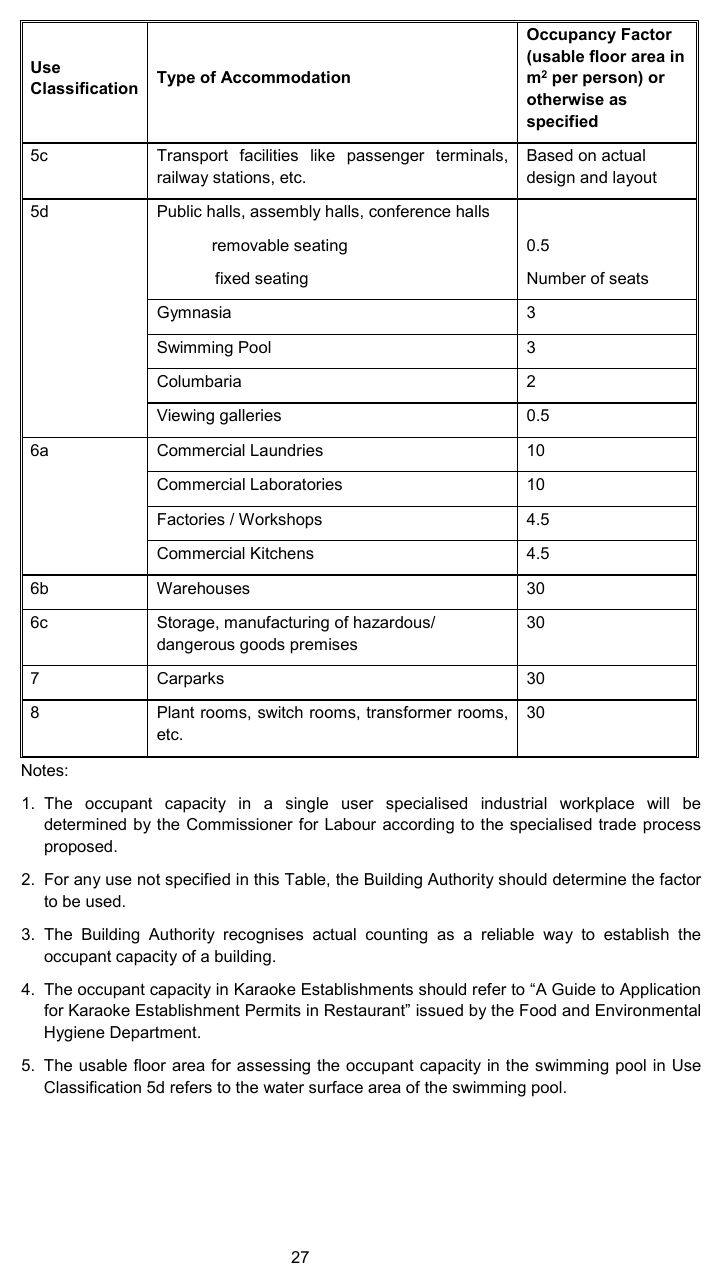 Use Classification | Type of Accommodation | Occupancy Factor (usable floor area in m² per person) or otherwise as specified
5c | Transport facilities like passenger terminals, railway stations, etc. | Based on actual design and layout
5d | Public halls, assembly halls, conference halls
removable seating | 0.5
fixed seating | Number of seats
Gymnasia | 3
Swimming Pool | 3
Columbaria | 2
Viewing galleries | 0.5
6a | Commercial Laundries | 10
Commercial Laboratories | 10
Factories / Workshops | 4.5
Commercial Kitchens | 4.5
6b | Warehouses | 30
6c | Storage, manufacturing of hazardous/ dangerous goods premises | 30
7 | Carparks | 30
8 | Plant rooms, switch rooms, transformer rooms, etc. | 30
Notes:
1. The occupant capacity in a single user specialised industrial workplace will be
determined by the Commissioner for Labour according to the specialised trade process
proposed.
2. For any use not specified in this Table, the Building Authority should determine the factor
to be used.
3. The Building Authority recognises actual counting as a reliable way to establish the
occupant capacity of a building.
4. The occupant capacity in Karaoke Establishments should refer to “A Guide to Application
for Karaoke Establishment Permits in Restaurant” issued by the Food and Environmental
Hygiene Department.
5. The usable floor area for assessing the occupant capacity in the swimming pool in Use
Classification 5d refers to the water surface area of the swimming pool.
27